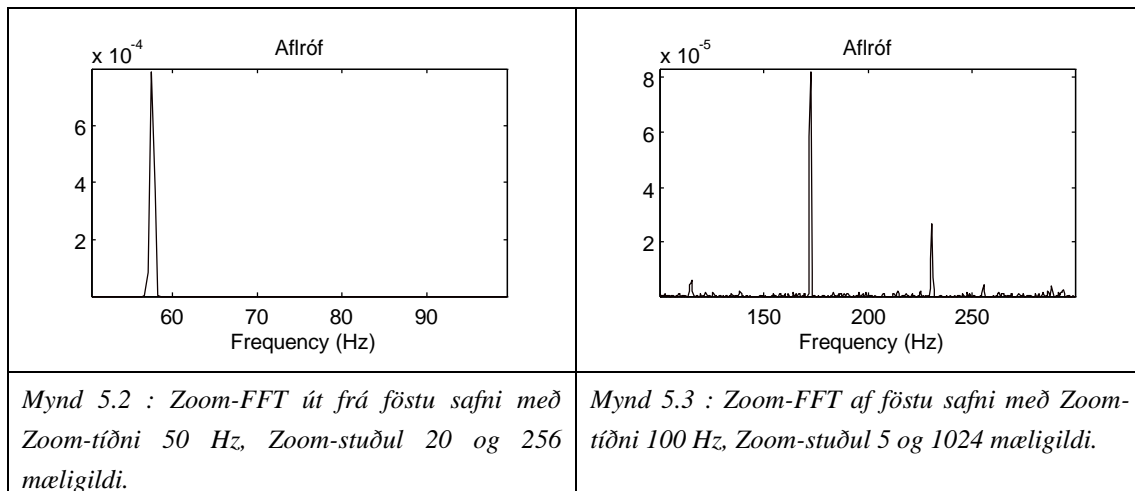 Aflróf
x 10-4
6
4
2
60 70 80 90
Frequency (Hz)
Mynd 5.2 : Zoom-FFT út frá föstu safni með
Zoom-tíðni 50 Hz, Zoom-stuðul 20 og 256
mæligildi.
Aflróf
x 10-5
8
6
4
2
150 200 250
Frequency (Hz)
Mynd 5.3 : Zoom-FFT af föstu safni með Zoom-
tíðni 100 Hz, Zoom-stuðul 5 og 1024 mæligildi.